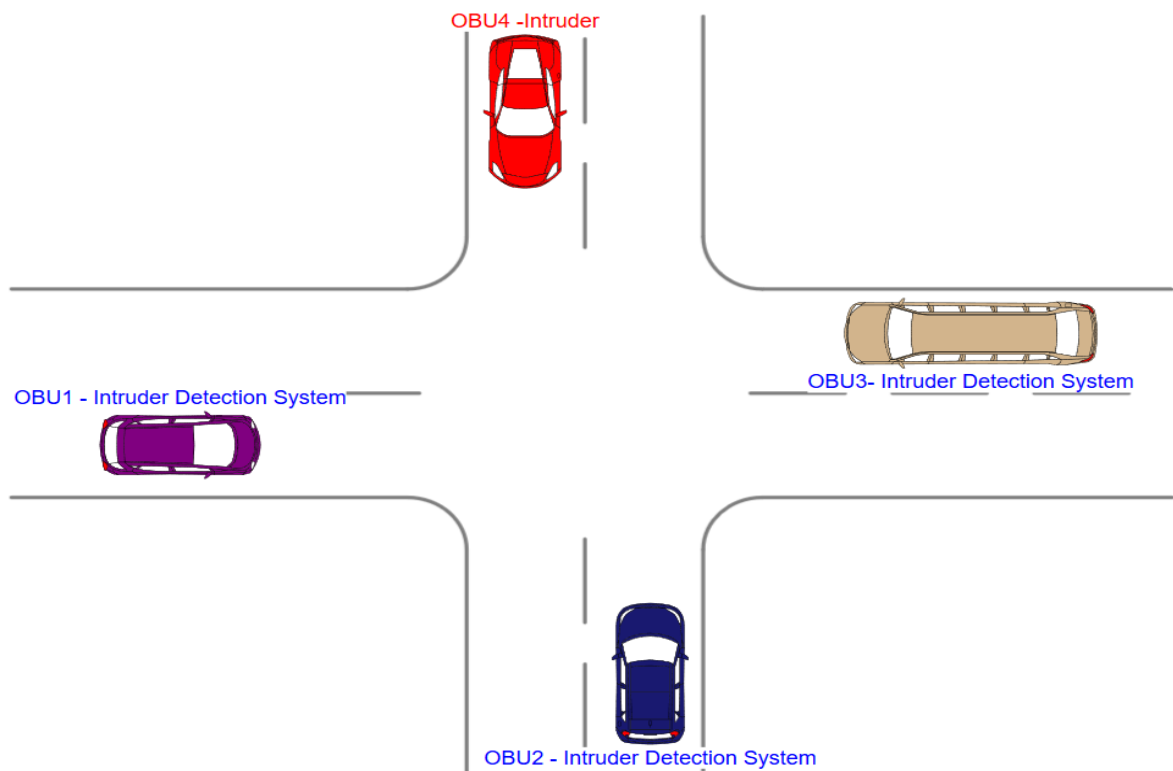 OBU4 -Intruder
OBU3- Intruder Detection System
OBU1 - Intruder Detection System
OBU2 - Intruder Detection System